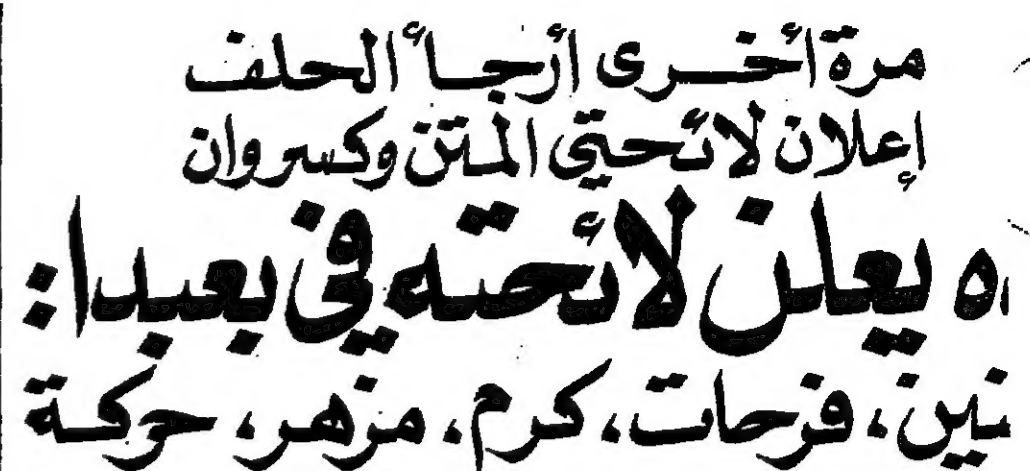 مرة أخرى أرجأ الحلف
إعلان لائحتي المتن وكسروان
يعلن لائحته في بعبدا:
فرحات، كرم، مزهر، حركة